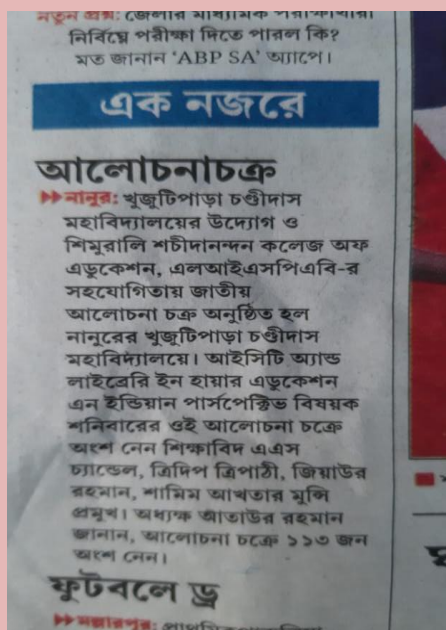 নতুন প্রশ্ন: জেলার মাধ্যমিক পরীক্ষার্থীরা
নির্বিঘ্নে পরীক্ষা দিতে পারল কি?
মত জানান ‘ABP SA’ অ্যাপে।
এক নজরে
আলোচনাচক্র
নানুর: খুজুটিপাড়া চণ্ডীদাস
মহাবিদ্যালয়ের উদ্যোগ ও
শিমুরালি শচীনন্দন কলেজ অফ
এডুকেশন, এলআইএসপিএবি-র
সহযোগিতায় জাতীয়
আলোচনা চক্র অনুষ্ঠিত হল
নানুরের খুজুটিপাড়া চণ্ডীদাস
মহাবিদ্যালয়ে। আইসিটি অ্যান্ড
লাইব্রেরি ইন হায়ার এডুকেশন
এন ইন্ডিয়ান পার্সপেক্টিভ বিষয়ক
শনিবারের ওই আলোচনা চক্রে
অংশ নেন শিক্ষাবিদ এএস
চ্যান্ডেল, ত্রিদিপ ত্রিপাঠী, জিয়াউর
রহমান, শামিম আখতার মুন্সি
প্রমুখ। অধ্যক্ষ আতাউর রহমান
জানান, আলোচনা চক্রে ১১৩ জন
অংশ নেন।
ফুটবলে ড্র
মল্লারপুর: